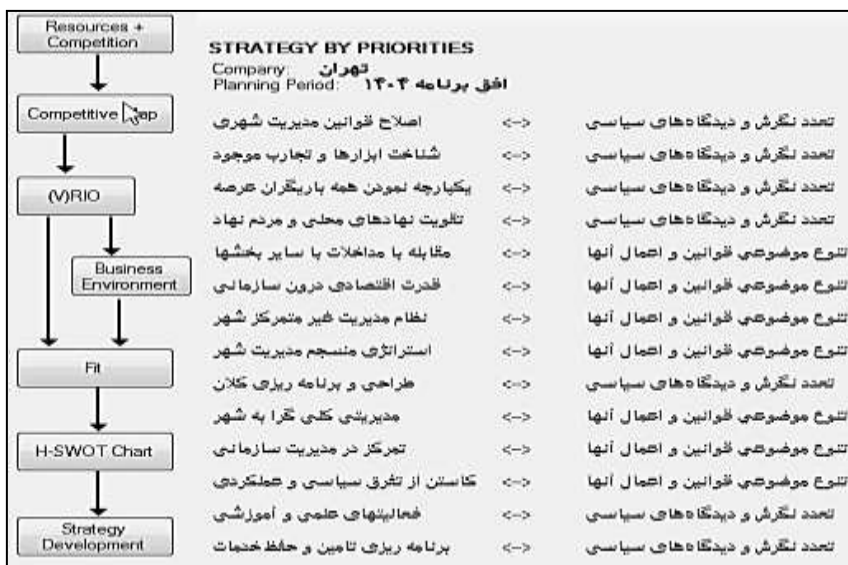 Resources +
Competition
Competitive Map
(V)RIO
Business
Environment
Fit
H-SWOT Chart
Strategy
Development
STRATEGY BY PRIORITIES
Company: تهران
Planning Period: افق برنامه ۱۴۰۴
اصلاح قوانین مدیریت شهری <--> تعدد نگرش و دیدگاه‌های سیاسی
شناخت ابزارها و تجارب موجود <--> تعدد نگرش و دیدگاه‌های سیاسی
یکپارچه نمودن همه باریگران عرصه <--> تعدد نگرش و دیدگاه‌های سیاسی
تقویت نهادهای محلی و مردم نهاد <--> تعدد نگرش و دیدگاه‌های سیاسی
مقابله با مداخلات با سایر بخشها <--> تنوع موضوعی قوانین و اعمال آنها
قدرت اقتصادی درون سازمانی <--> تنوع موضوعی قوانین و اعمال آنها
نظام مدیریت غیر متمرکز شهر <--> تنوع موضوعی قوانین و اعمال آنها
استراتژی منسجم مدیریت شهر <--> تنوع موضوعی قوانین و اعمال آنها
طراحی و برنامه ریزی کلان <--> تعدد نگرش و دیدگاه‌های سیاسی
مدیریتی کلی گرا به شهر <--> تنوع موضوعی قوانین و اعمال آنها
تمرکز در مدیریت سازمانی <--> تنوع موضوعی قوانین و اعمال آنها
کاستن از تفرق سیاسی و عملکردی <--> تنوع موضوعی قوانین و اعمال آنها
فعالیتهای علمی و آموزشی <--> تعدد نگرش و دیدگاه‌های سیاسی
برنامه ریزی تامین و حفظ خدمات <--> تعدد نگرش و دیدگاه‌های سیاسی